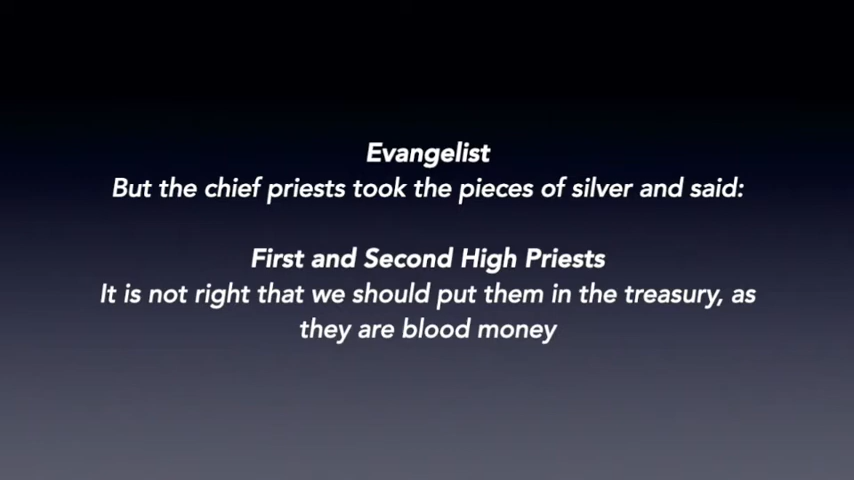 Evangelist
But the chief priests took the pieces of silver and said:
First and Second High Priests
It is not right that we should put them in the treasury, as
they are blood money